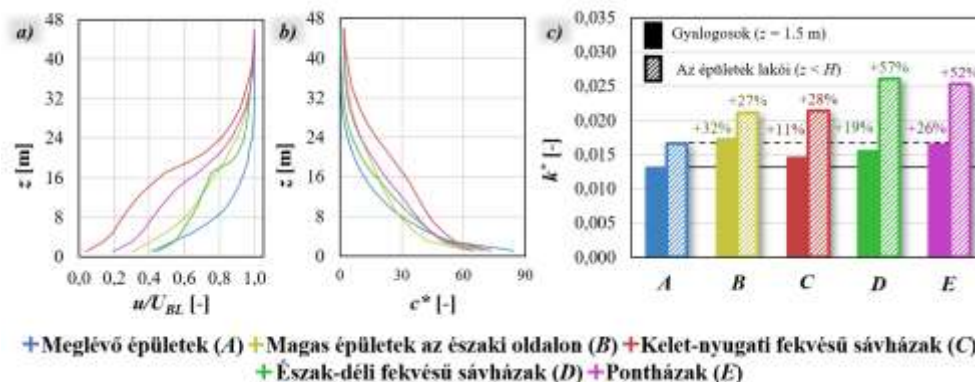 a)
48
40
32
24
16
8
0
z [m]
0,0 0,2 0,4 0,6 0,8 1,0
u/U_BL [-]
b)
48
40
32
24
16
8
0
z [m]
0 30 60 90
c* [-]
c)
0,035
0,030
0,025
0,020
0,015
0,010
0,005
0,000
k* [-]
Gyalogosok (z = 1.5 m)
Az épületek lakói (z < H)
+32%
+27%
+11%
+28%
+19%
+57%
+26%
+52%
A B C D E
+Meglévő épületek (A) +Magas épületek az északi oldalon (B) +Kelet-nyugati fekvésű sávházak (C)
+Észak-déli fekvésű sávházak (D) +Pontházak (E)